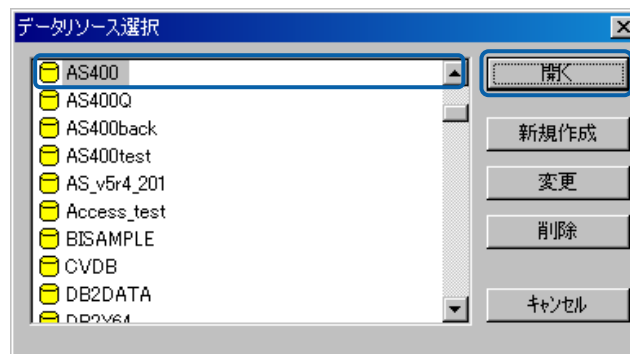 データソース選択
AS400
AS400Q
AS400back
AS400test
AS_v5r4_201
Access_test
BISAMPLE
CVDB
DB2DATA
DB2Y64
開く
新規作成
変更
削除
キャンセル